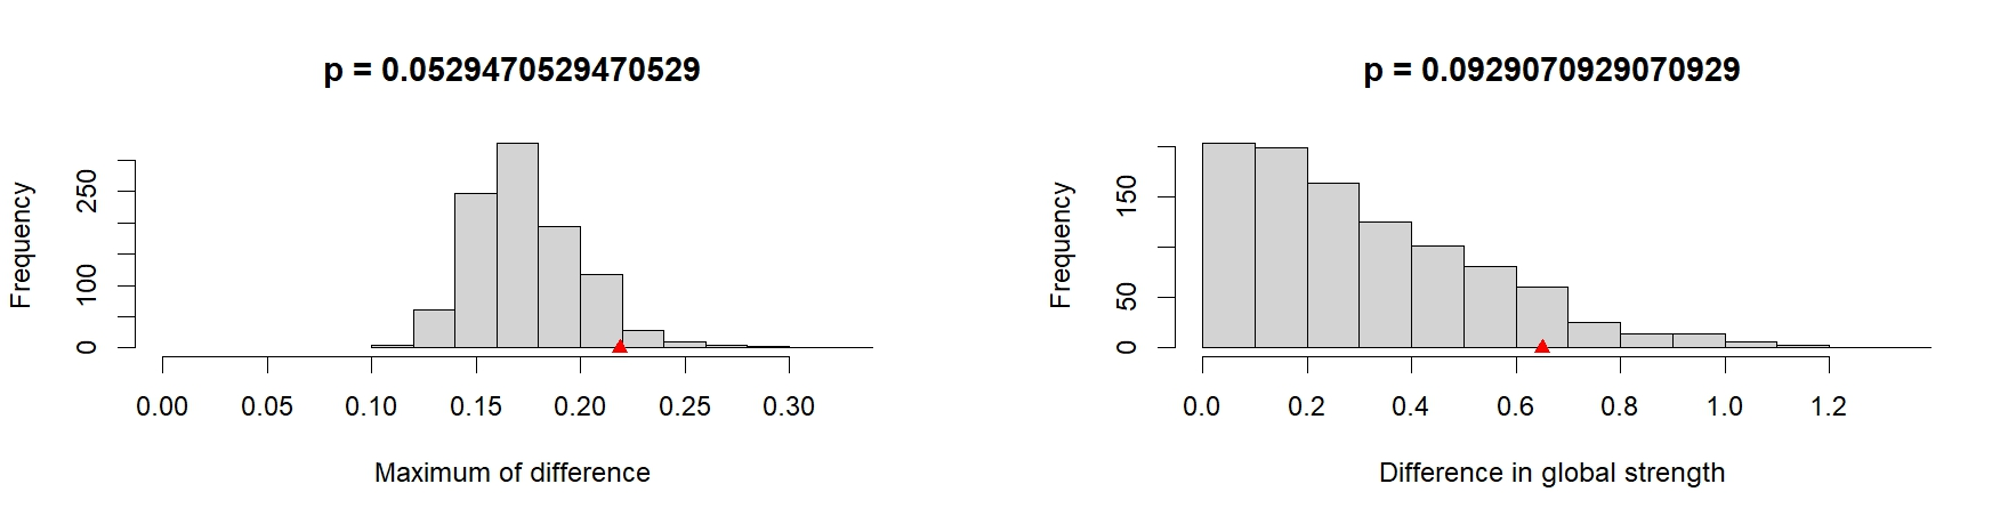 p = 0.0529470529470529
Frequency
0
100
250
0.00 0.05 0.10 0.15 0.20 0.25 0.30
Maximum of difference
p = 0.0929070929070929
Frequency
0
50
150
0.0 0.2 0.4 0.6 0.8 1.0 1.2
Difference in global strength